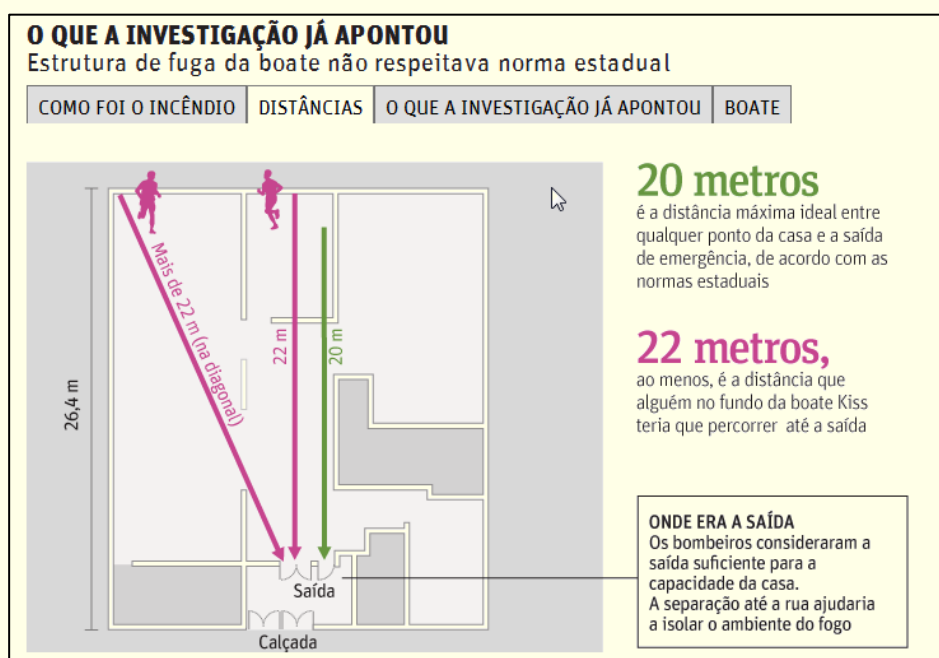 O QUE A INVESTIGAÇÃO JÁ APONTOU
Estrutura de fuga da boate não respeitava norma estadual
COMO FOI O INCÊNDIO
DISTÂNCIAS
O QUE A INVESTIGAÇÃO JÁ APONTOU
BOATE
26,4 m
Mais de 22 m (na diagonal)
22 m
20 m
Saída
Calçada
20 metros
é a distância máxima ideal entre
qualquer ponto da casa e a saída
de emergência, de acordo com as
normas estaduais
22 metros,
ao menos, é a distância que
alguém no fundo da boate Kiss
teria que percorrer até a saída
ONDE ERA A SAÍDA
Os bombeiros consideraram a
saída suficiente para a
capacidade da casa.
A separação até a rua ajudaria
a isolar o ambiente do fogo